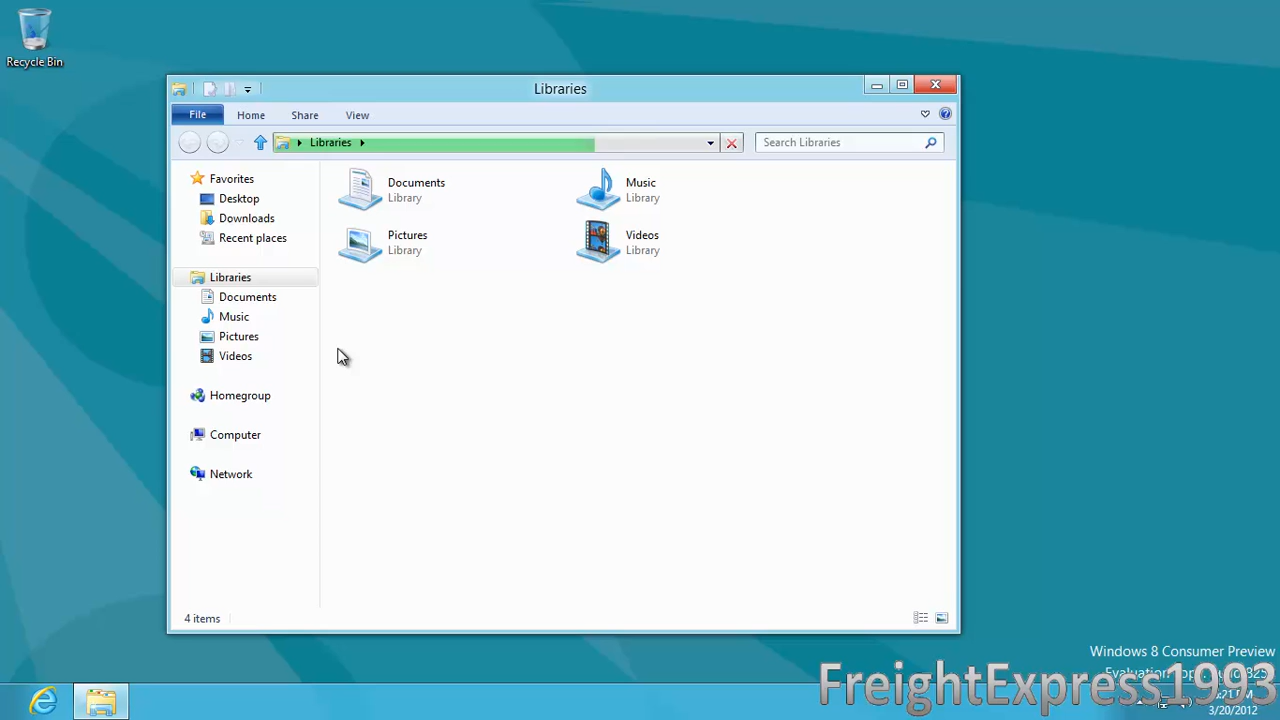 Recycle Bin
Libraries
File Home Share View
Libraries
Search Libraries
Favorites
Desktop
Downloads
Recent places
Libraries
Documents
Music
Pictures
Videos
Homegroup
Computer
Network
Documents
Library
Music
Library
Pictures
Library
Videos
Library
4 items
Windows 8 Consumer Preview
Evaluation
FreightExpress1993
3/20/2012